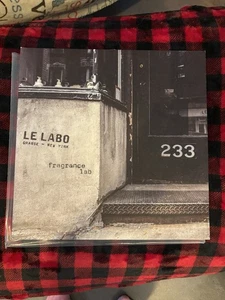 LE LABO
GRASSE - NEW YORK
fragrance
lab
233